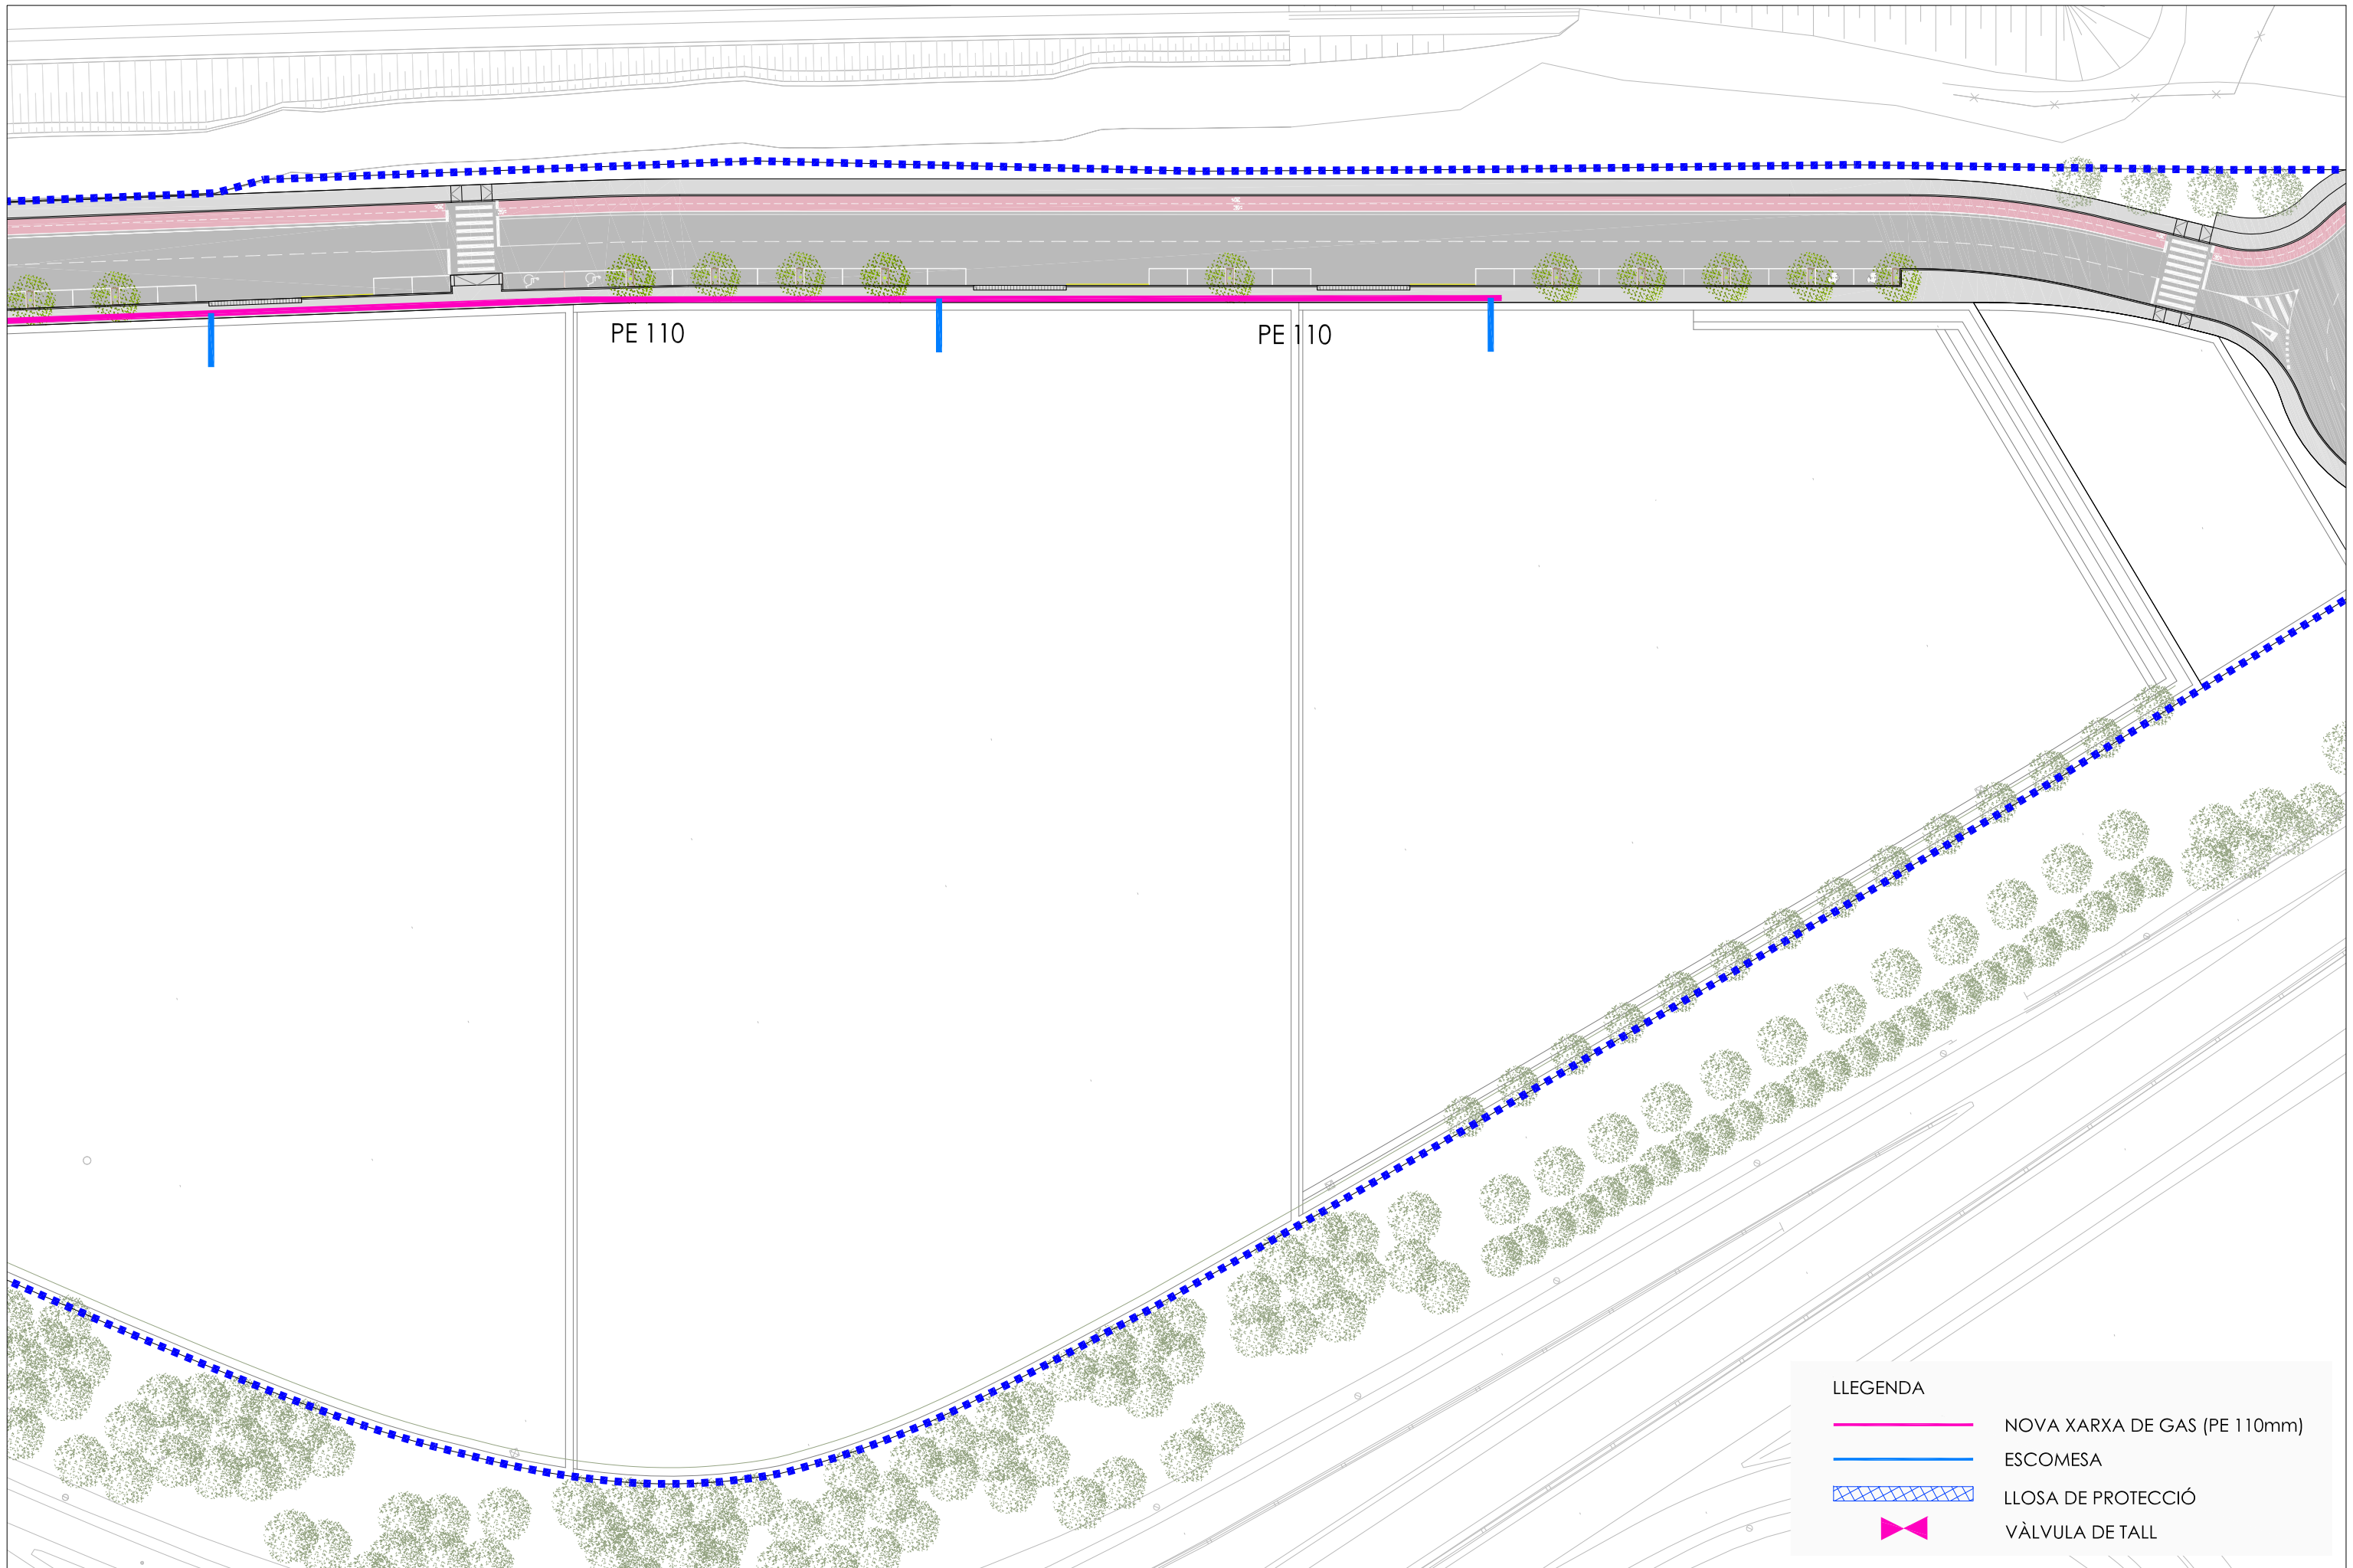 PE 110
PE 110
LLEGENDA
NOVA XARXA DE GAS (PE 110mm)
ESCOMESA
LLOSA DE PROTECCIÓ
VÀLVULA DE TALL